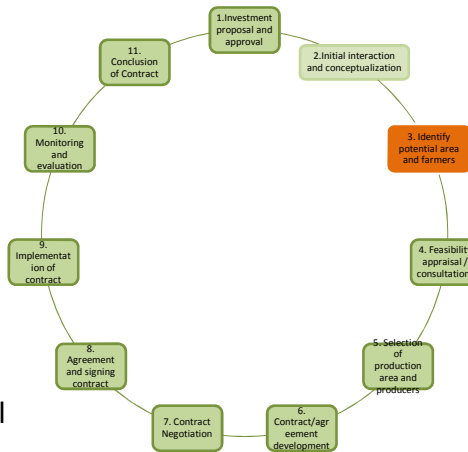 1.Investment
proposal and
approval
2.Initial interaction
and conceptualization
3. Identify
potential area
and farmers
4. Feasibility
appraisal /
consultation
5. Selection
of
production
area and
producers
6.
Contract/agr
eement
development
7. Contract
Negotiation
8.
Agreement
and signing
contract
9.
Implementat
ion of
contract
10.
Monitoring
and
evaluation
11.
Conclusion
of Contract